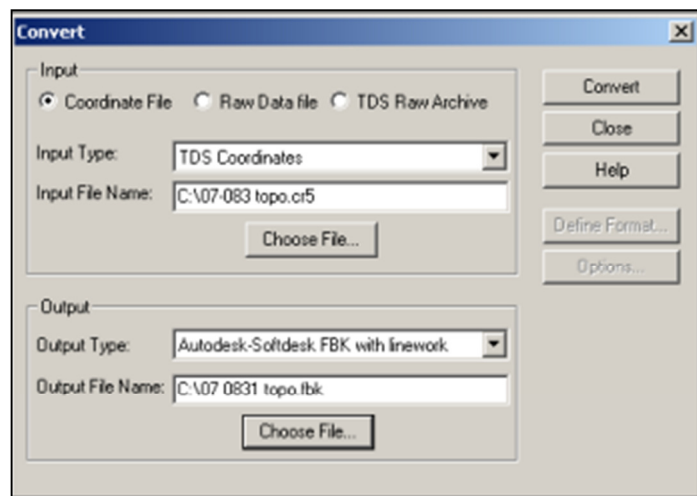 Convert
Input
Coordinate File Raw Data file TDS Raw Archive
Input Type: TDS Coordinates
Input File Name: C:\07-083 topo.cr5
Choose File...
Convert
Close
Help
Define Format...
Options...
Output
Output Type: Autodesk-Softdesk FBK with linework
Output File Name: C:\07 0831 topo.fbk
Choose File...